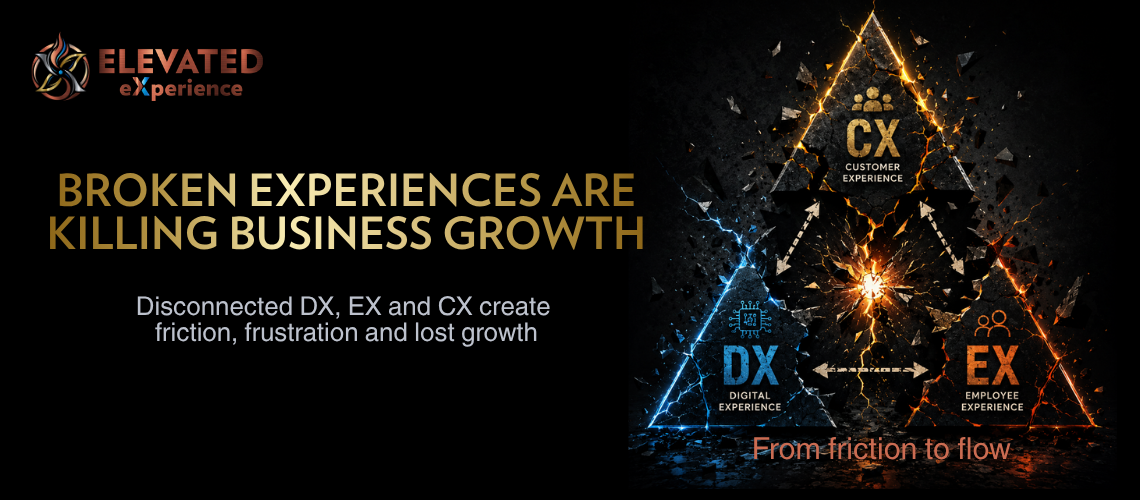 ELEVATED
eXperience
BROKEN EXPERIENCES ARE
KILLING BUSINESS GROWTH
Disconnected DX, EX and CX create
friction, frustration and lost growth
CX
CUSTOMER
EXPERIENCE
DX
DIGITAL
EXPERIENCE
EX
EMPLOYEE
EXPERIENCE
From friction to flow